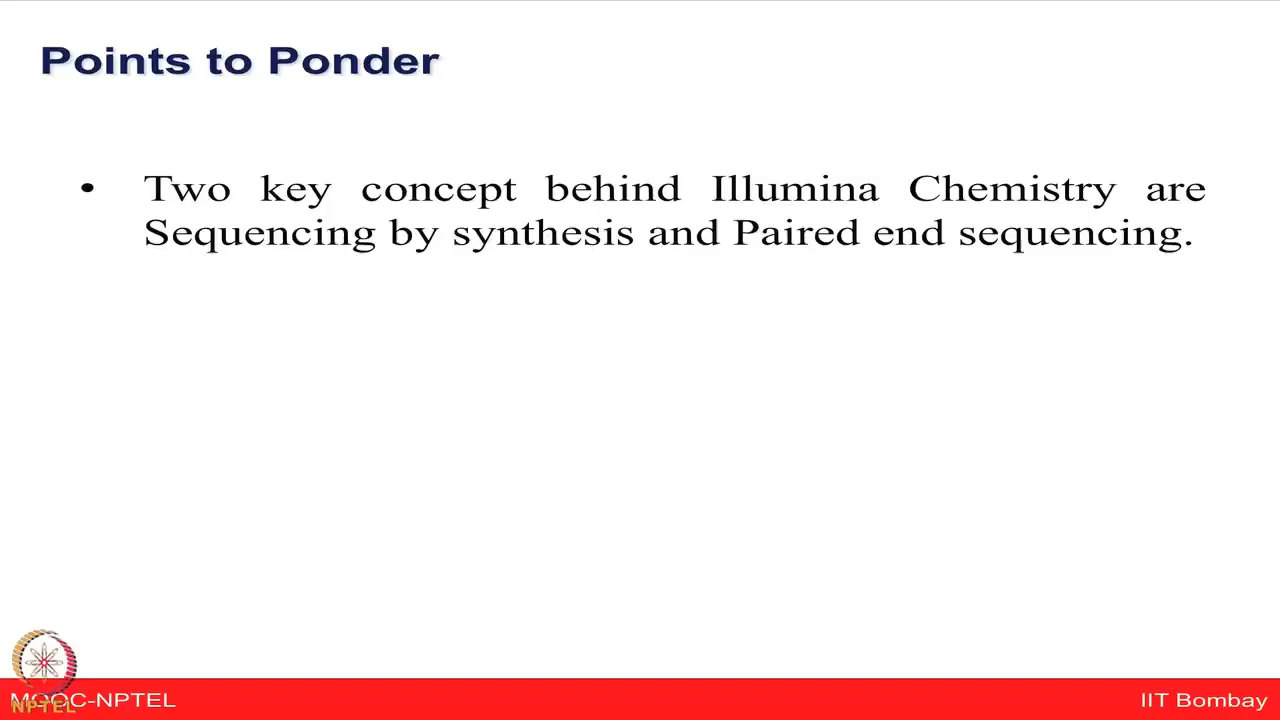 Points to Ponder
• Two key concept behind Illumina Chemistry are
Sequencing by synthesis and Paired end sequencing.
MOOC-NPTEL
NPTEL
IIT Bombay